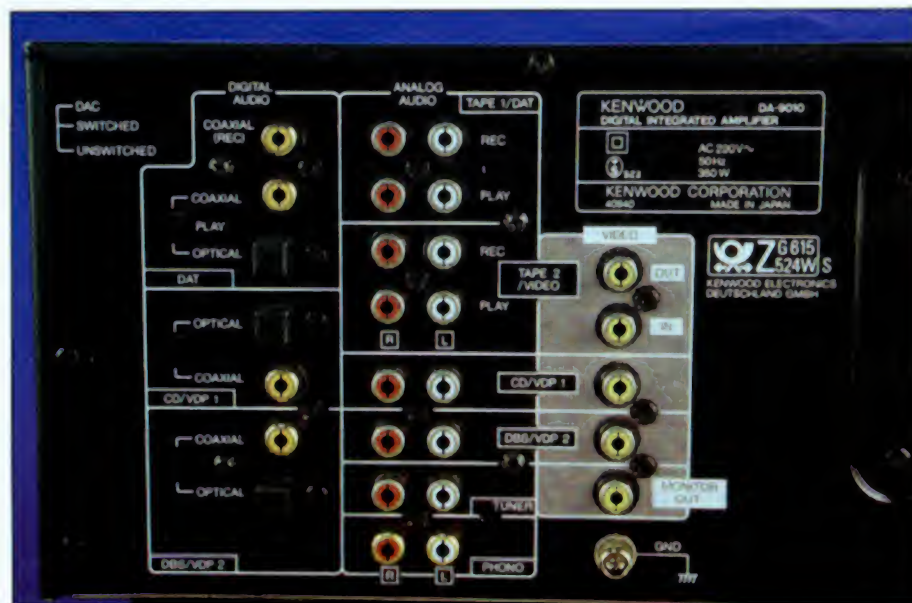 DAC
SWITCHED
UNSWITCHED
DIGITAL
AUDIO
COAXIAL
(REC)
COAXIAL
PLAY
OPTICAL
DAT
OPTICAL
COAXIAL
CD/VDP 1
COAXIAL
OPTICAL
DBS/VDP 2
ANALOG
AUDIO
TAPE 1/DAT
REC
PLAY
REC
TAPE 2
/VIDEO
PLAY
R L
CD/VDP 1
DBS/VDP 2
TUNER
R L
PHONO
VIDEO
OUT
IN
MONITOR
OUT
GND
KENWOOD DA-9010
DIGITAL INTEGRATED AMPLIFIER
AC 220V~
50Hz
350W
KENWOOD CORPORATION
40940 MADE IN JAPAN
Z G815
524W S
KENWOOD ELECTRONICS
DEUTSCHLAND GMBH